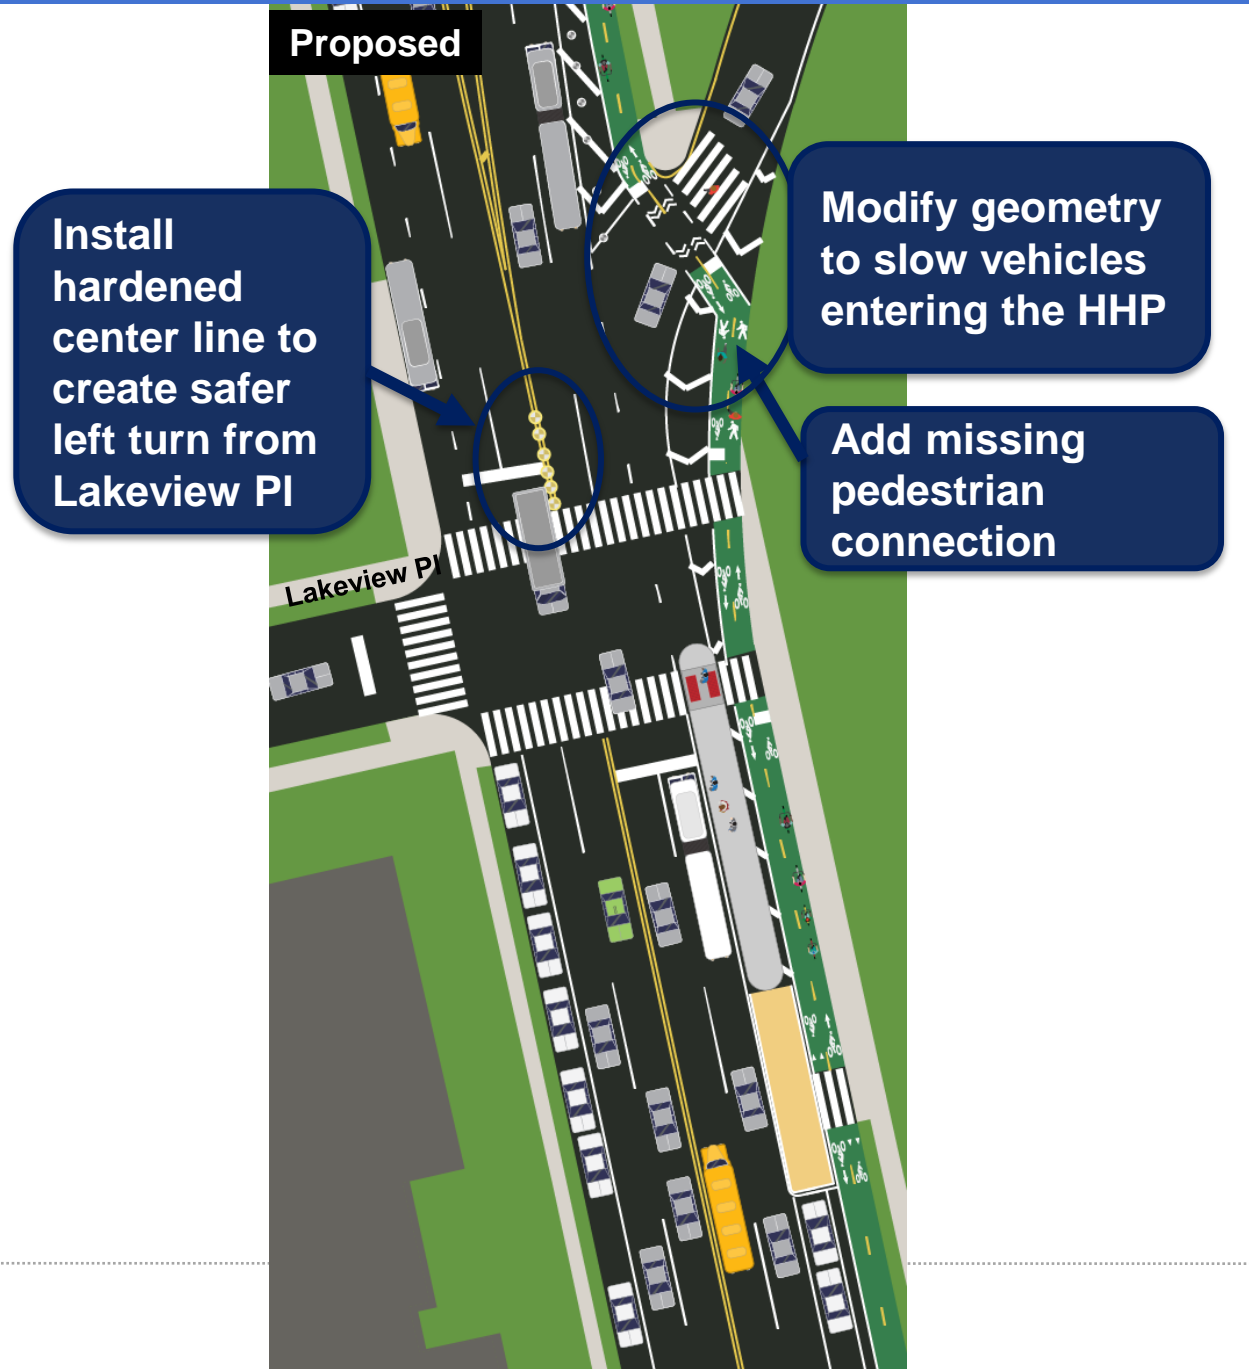 Proposed
Install
hardened
center line to
create safer
left turn from
Lakeview Pl
Modify geometry
to slow vehicles
entering the HHP
Add missing
pedestrian
connection
Lakeview Pl